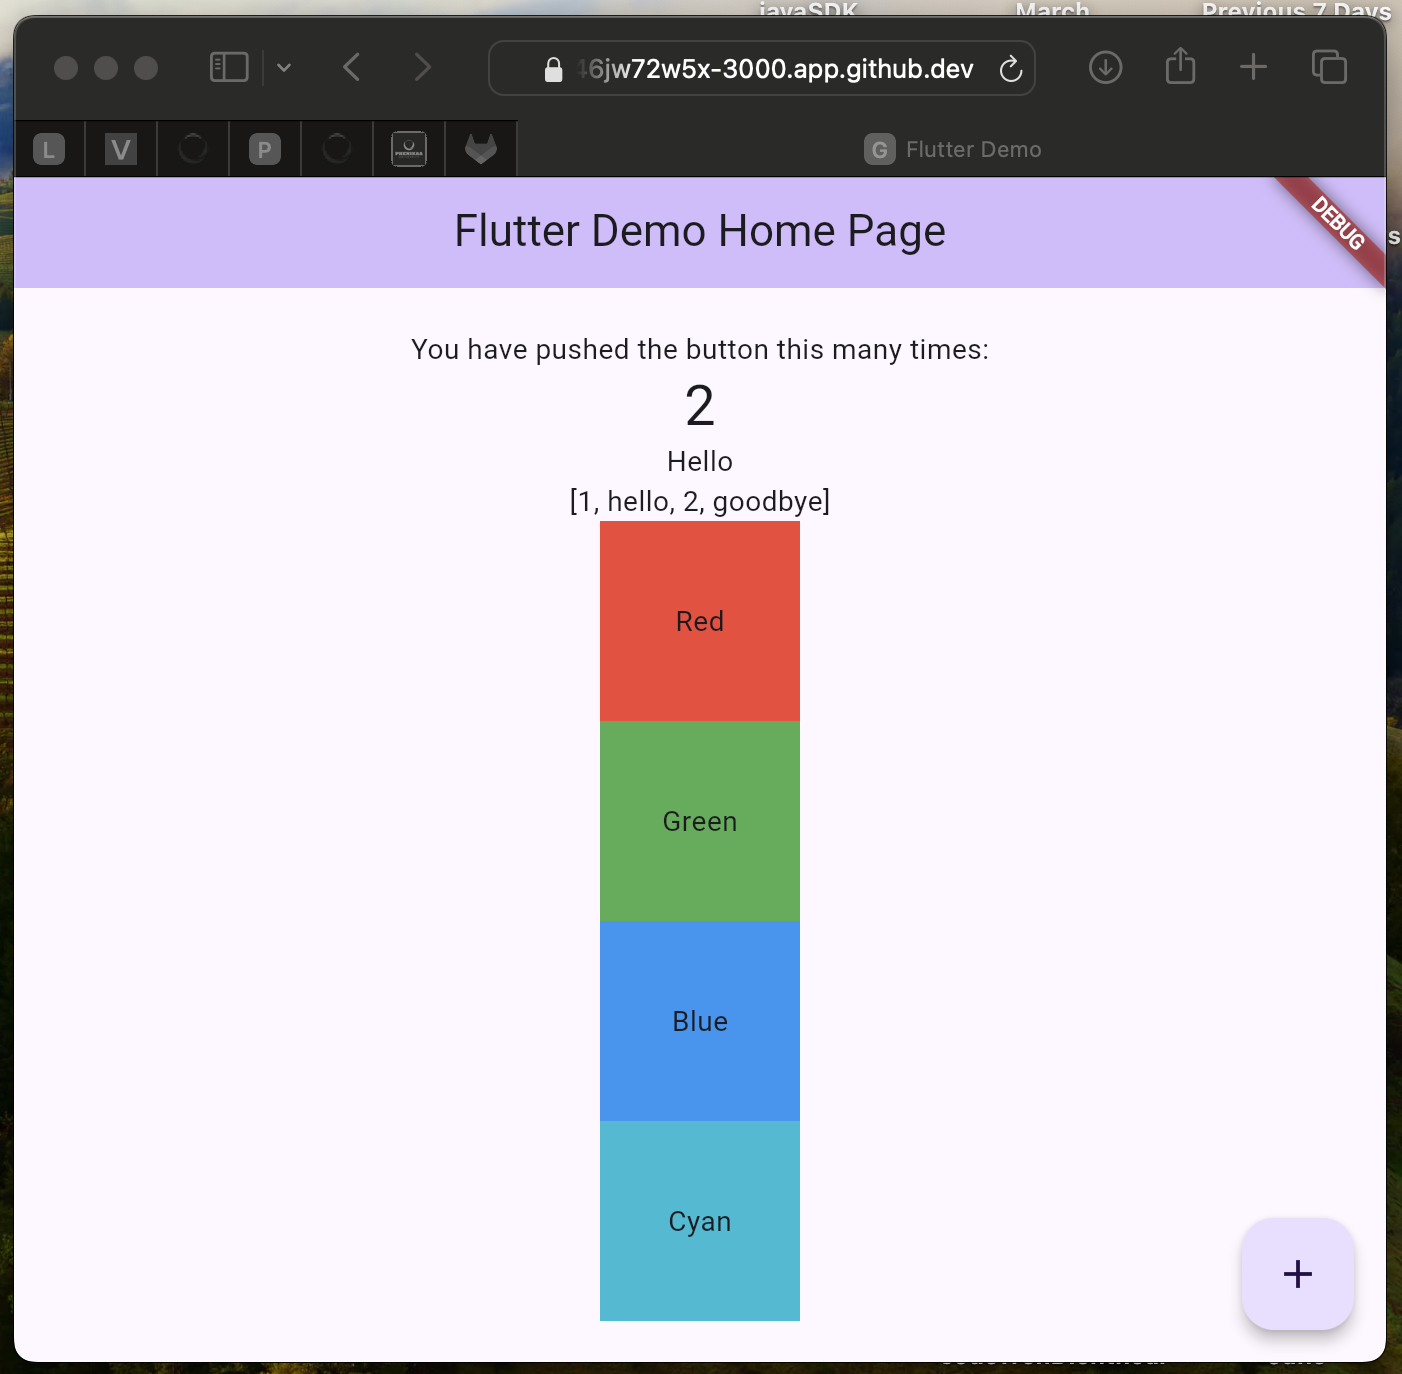 javaSDK March Previous 7 Days
46jw72w5x-3000.app.github.dev
L V P G Flutter Demo
Flutter Demo Home Page
DEBUG
You have pushed the button this many times:
2
Hello
[1, hello, 2, goodbye]
Red
Green
Blue
Cyan
+